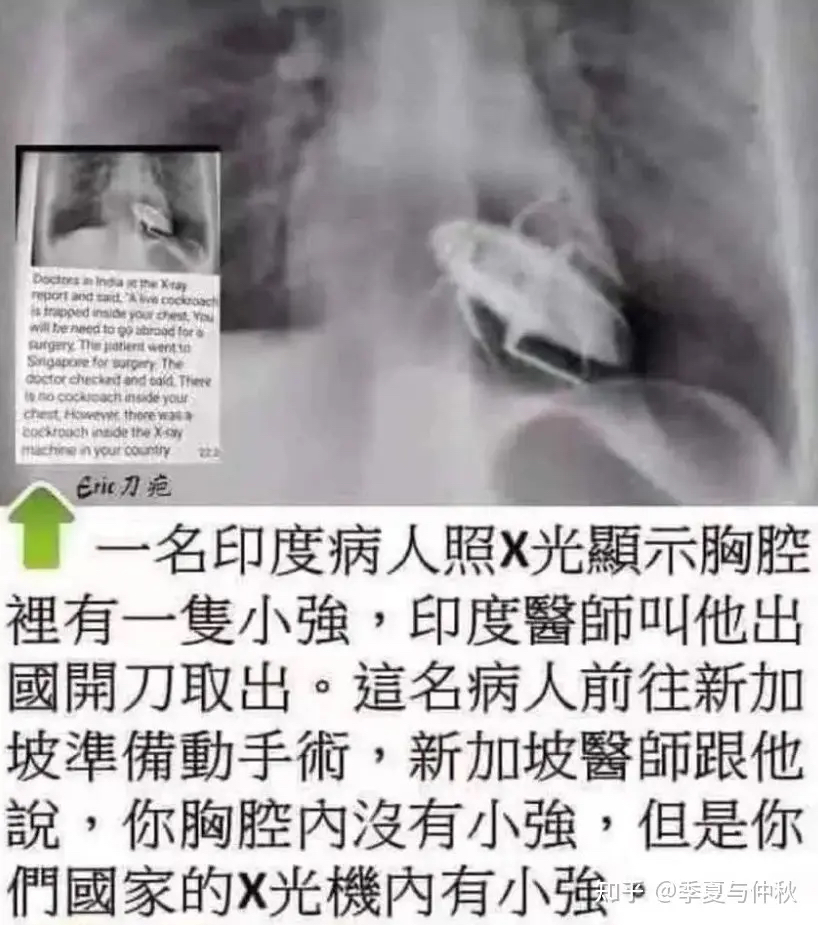 Doctors in India at the X-ray
report and said, "A live cockroach
is trapped inside your chest. You
will be need to go abroad for a
surgery. The patient went to
Singapore for surgery. The
doctor checked and said, There
is no cockroach inside your
chest. However, there was a
cockroach inside the X-ray
machine in your country
Eric刀疤
一名印度病人照X光顯示胸腔
裡有一隻小強，印度醫師叫他出
國開刀取出。這名病人前往新加
坡準備動手術，新加坡醫師跟他
說，你胸腔內沒有小強，但是你
們國家的X光機內有小強。
知乎 @季夏与仲秋